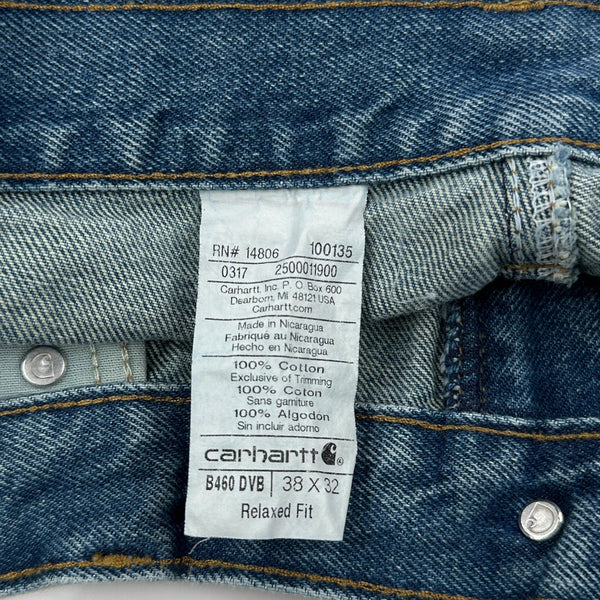 RN# 14806 100135
0317 2500011900
Carhartt, Inc. P. O. Box 600
Dearborn, MI 48121 USA
Carhartt.com
Made in Nicaragua
Fabriqué au Nicaragua
Hecho en Nicaragua
100% Cotton
Exclusive of Trimming
100% Coton
Sans garniture
100% Algodón
Sin incluir adorno
carhartt
B460 DVB 38 X 32
Relaxed Fit